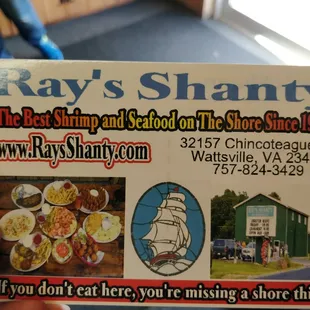 Ray's Shanty
The Best Shrimp and Seafood on The Shore Since
www.RaysShanty.com
32157 Chincoteague
Wattsville, VA
757-824-3429
If you don't eat here, you're missing a shore